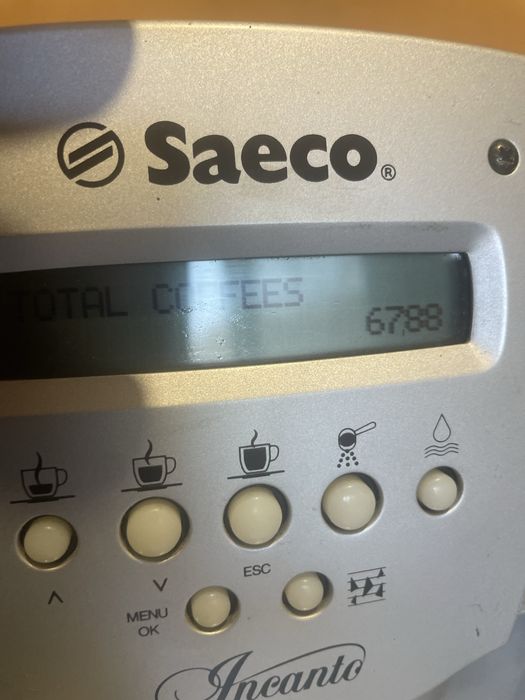 Saeco®
TOTAL COFFEES
6788
ESC
MENU
OK
Incanto